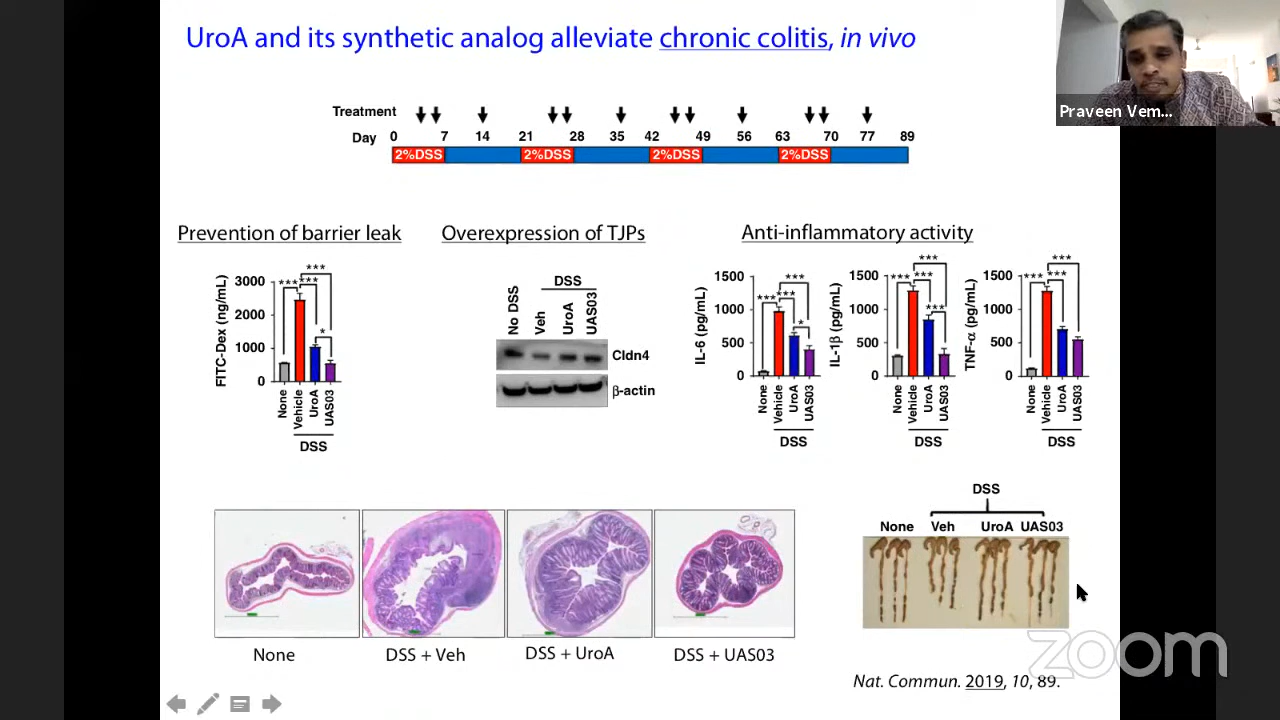 UroA and its synthetic analog alleviate chronic colitis, in vivo
Praveen Vem...
Treatment
Day 0 7 14 21 28 35 42 49 56 63 70 77 89
2%DSS 2%DSS 2%DSS 2%DSS
Prevention of barrier leak
FITC-Dex (ng/mL)
3000
2000
1000
0
*** *** *** *
None Vehicle UroA UAS03
DSS
Overexpression of TJPs
DSS
No DSS Veh UroA UAS03
Cldn4
β-actin
Anti-inflammatory activity
IL-6 (pg/mL)
1500
1000
500
0
*** *** *** *
None Vehicle UroA UAS03
DSS
IL-1β (pg/mL)
1500
1000
500
0
*** *** *** ***
None Vehicle UroA UAS03
DSS
TNF-α (pg/mL)
1500
1000
500
0
*** *** ***
None Vehicle UroA UAS03
DSS
None
DSS + Veh
DSS + UroA
DSS + UAS03
DSS
None Veh UroA UAS03
zoom
Nat. Commun. 2019, 10, 89.